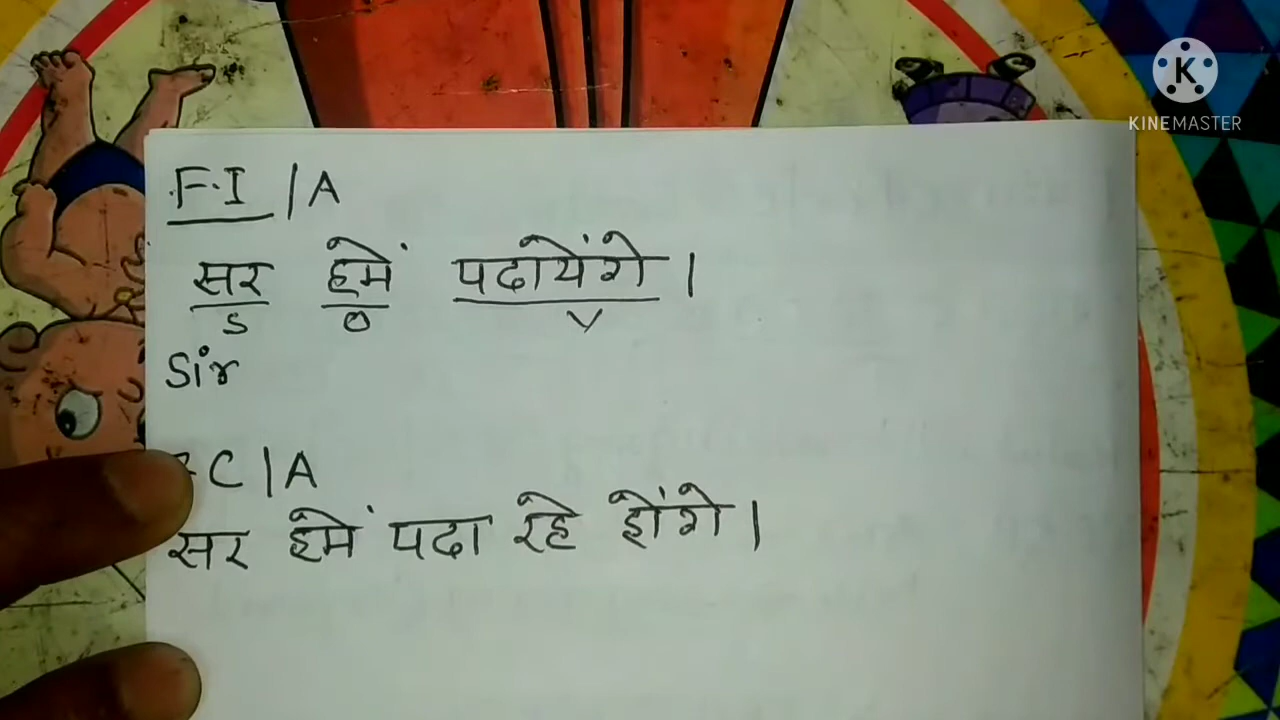 K
KINEMASTER
F.I | A
सर हमें पढायेंगे |
S O V
Sir
C | A
सर हमें पढा रहे होंगे |